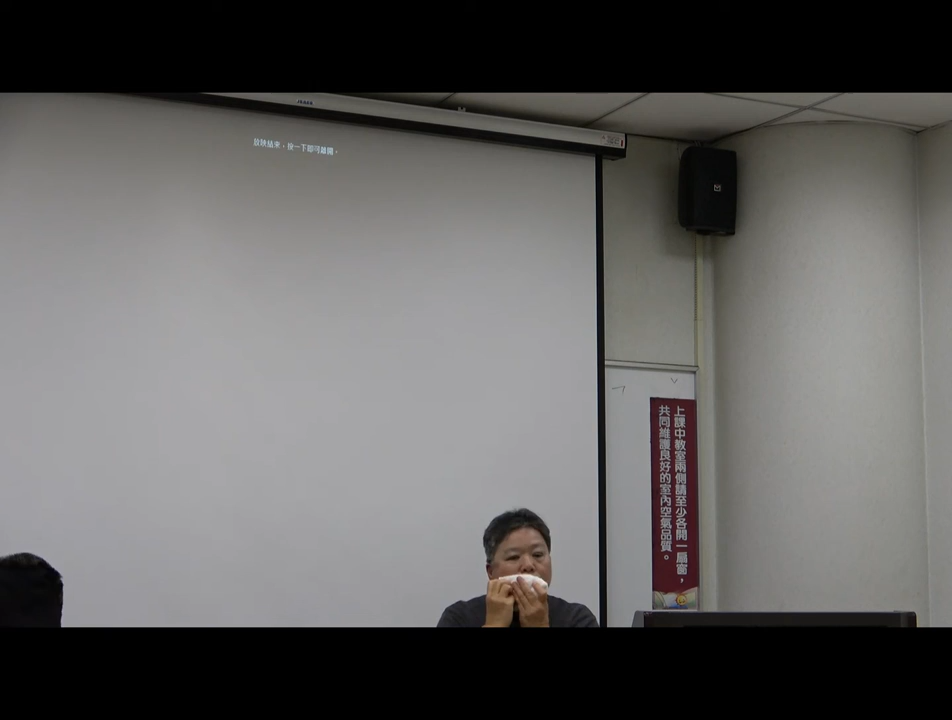 放映結束，按一下即可離開。
上課中教室兩側請至少各開一扇窗，
共同維護良好的室內空氣品質。